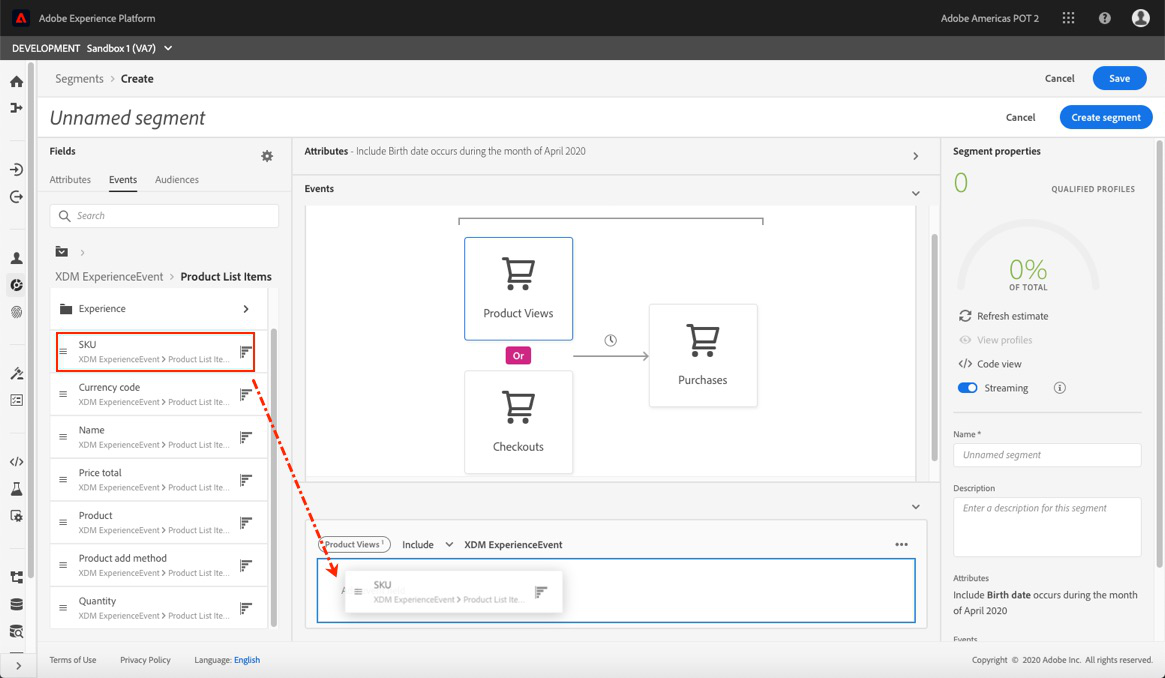 Adobe Experience Platform
Adobe Americas POT 2
DEVELOPMENT Sandbox 1 (VA7)
Segments > Create
Cancel
Save
Unnamed segment
Cancel
Create segment
Fields
Attributes
Events
Audiences
Search
XDM ExperienceEvent > Product List Items
Experience
SKU
XDM ExperienceEvent > Product List Ite...
Currency code
XDM ExperienceEvent > Product List Ite...
Name
XDM ExperienceEvent > Product List Ite...
Price total
XDM ExperienceEvent > Product List Ite...
Product
XDM ExperienceEvent > Product List Ite...
Product add method
XDM ExperienceEvent > Product List Ite...
Quantity
XDM ExperienceEvent > Product List Ite...
Attributes - Include Birth date occurs during the month of April 2020
Events
Product Views
Or
Checkouts
Purchases
Product Views 1
Include
XDM ExperienceEvent
SKU
XDM ExperienceEvent > Product List Ite...
Segment properties
0
QUALIFIED PROFILES
0%
OF TOTAL
Refresh estimate
View profiles
Code view
Streaming
Name *
Unnamed segment
Description
Enter a description for this segment
Attributes
Include Birth date occurs during the month
of April 2020
Events
Terms of Use
Privacy Policy
Language: English
Copyright © 2020 Adobe Inc. All rights reserved.